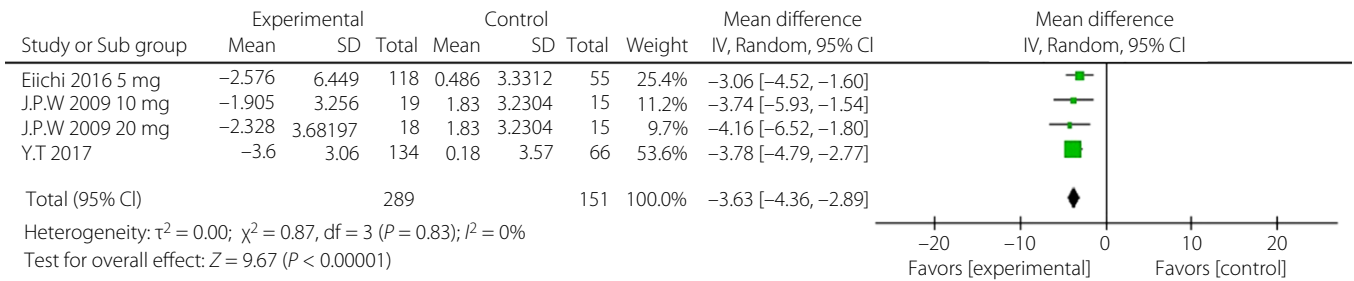 Experimental Control Mean difference Mean difference
Study or Sub group Mean SD Total Mean SD Total Weight IV, Random, 95% CI IV, Random, 95% CI
Eiichi 2016 5 mg −2.576 6.449 118 0.486 3.3312 55 25.4% −3.06 [−4.52, −1.60]
J.P.W 2009 10 mg −1.905 3.256 19 1.83 3.2304 15 11.2% −3.74 [−5.93, −1.54]
J.P.W 2009 20 mg −2.328 3.68197 18 1.83 3.2304 15 9.7% −4.16 [−6.52, −1.80]
Y.T 2017 −3.6 3.06 134 0.18 3.57 66 53.6% −3.78 [−4.79, −2.77]
Total (95% CI) 289 151 100.0% −3.63 [−4.36, −2.89]
Heterogeneity: τ² = 0.00; χ² = 0.87, df = 3 (P = 0.83); I² = 0%
Test for overall effect: Z = 9.67 (P < 0.00001)
−20 −10 0 10 20
Favors [experimental] Favors [control]